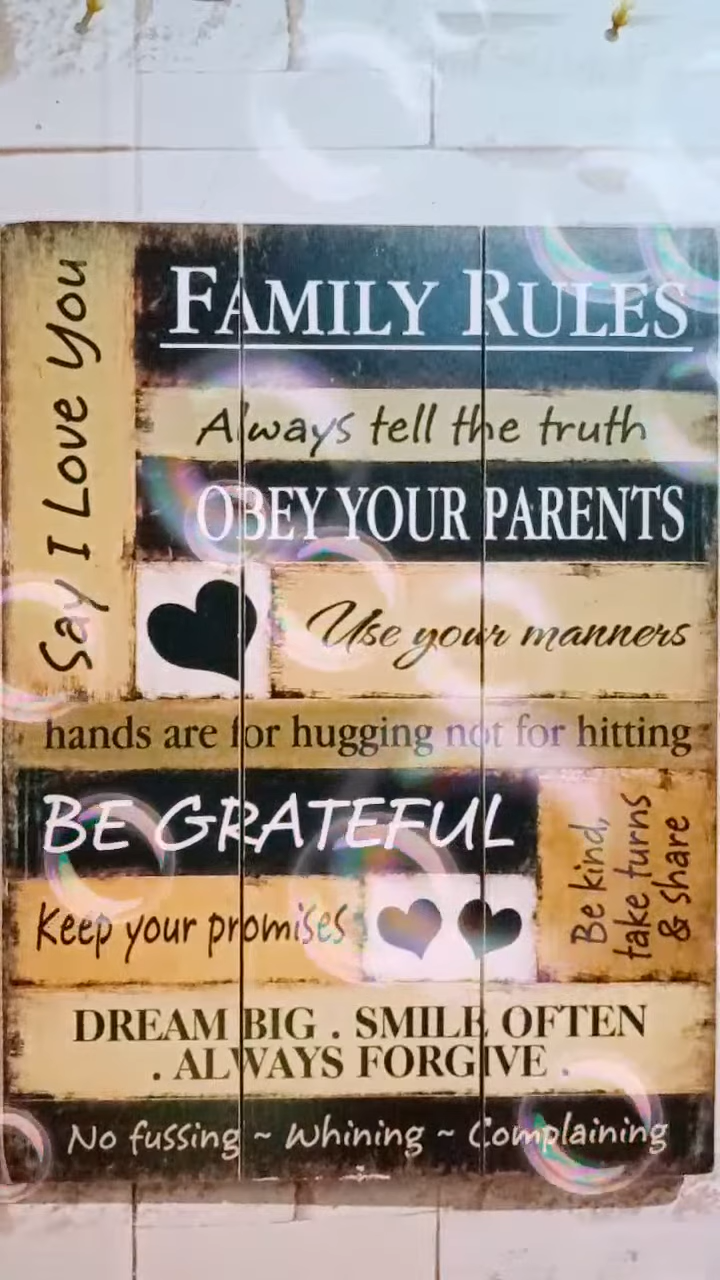 FAMILY RULES
Say I Love You
Always tell the truth
OBEY YOUR PARENTS
Use your manners
hands are for hugging not for hitting
BE GRATEFUL
Be kind,
take turns
& share
Keep your promises
DREAM BIG . SMILE OFTEN
. ALWAYS FORGIVE .
No fussing ~ Whining ~ Complaining